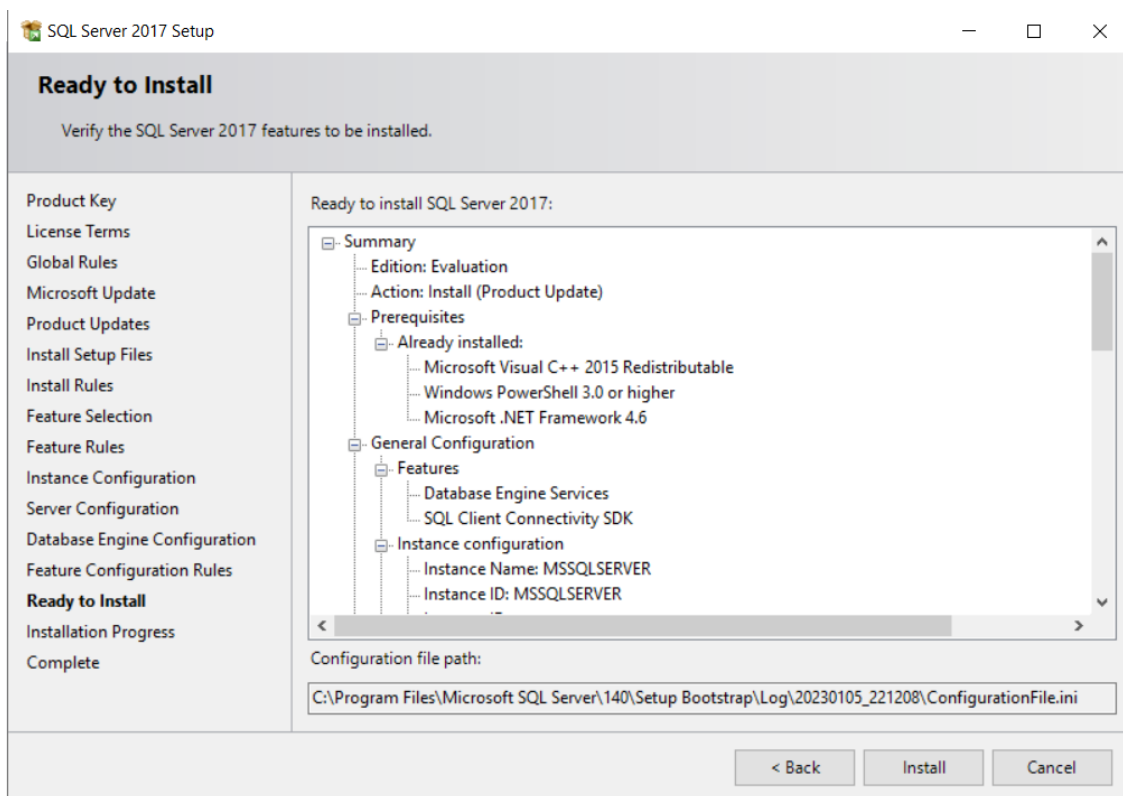 SQL Server 2017 Setup
Ready to Install
Verify the SQL Server 2017 features to be installed.
Product Key
License Terms
Global Rules
Microsoft Update
Product Updates
Install Setup Files
Install Rules
Feature Selection
Feature Rules
Instance Configuration
Server Configuration
Database Engine Configuration
Feature Configuration Rules
Ready to Install
Installation Progress
Complete
Ready to install SQL Server 2017:
Summary
Edition: Evaluation
Action: Install (Product Update)
Prerequisites
Already installed:
Microsoft Visual C++ 2015 Redistributable
Windows PowerShell 3.0 or higher
Microsoft .NET Framework 4.6
General Configuration
Features
Database Engine Services
SQL Client Connectivity SDK
Instance configuration
Instance Name: MSSQLSERVER
Instance ID: MSSQLSERVER
Configuration file path:
C:\Program Files\Microsoft SQL Server\140\Setup Bootstrap\Log\20230105_221208\ConfigurationFile.ini
< Back
Install
Cancel